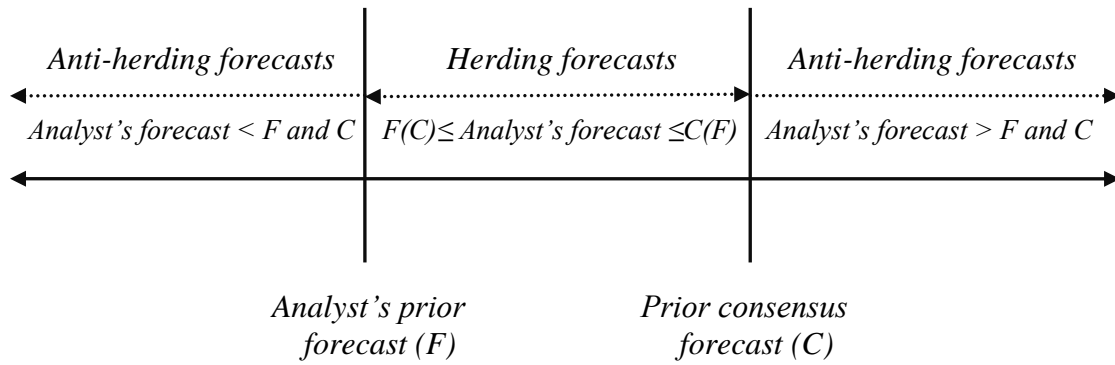 Anti-herding forecasts
Herding forecasts
Anti-herding forecasts
Analyst’s forecast < F and C
F(C)≤ Analyst’s forecast ≤C(F)
Analyst’s forecast > F and C
Analyst’s prior
forecast (F)
Prior consensus
forecast (C)